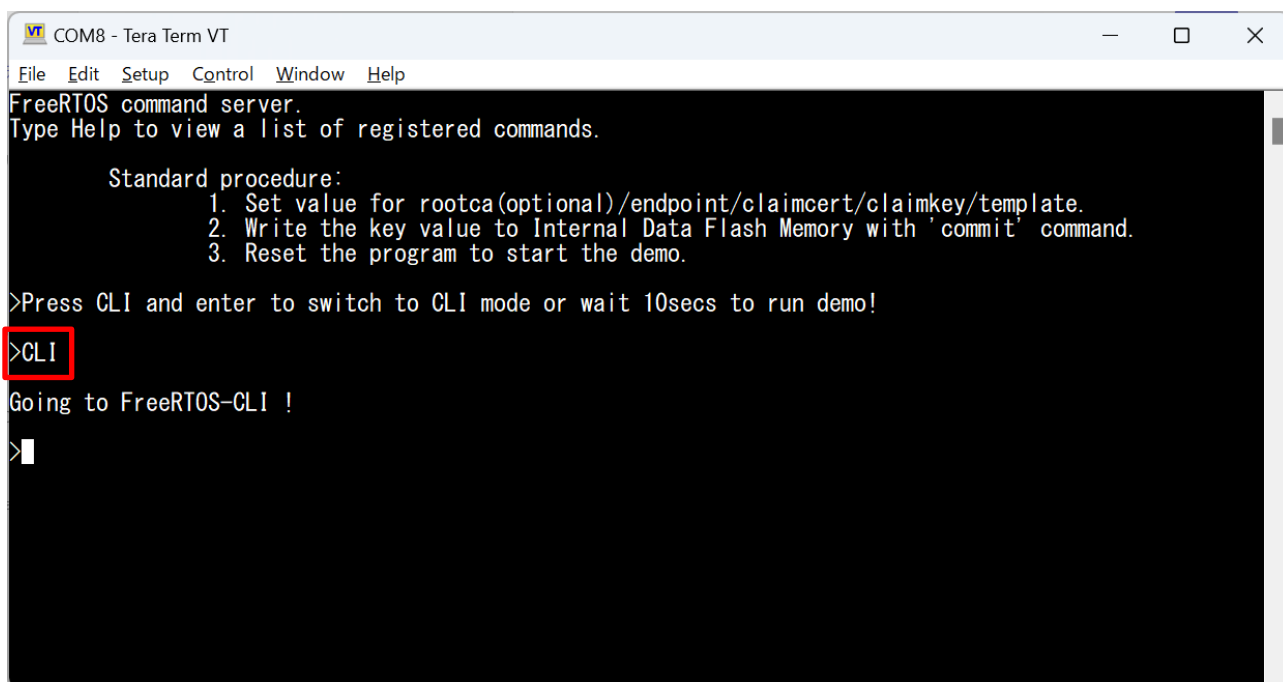 VT COM8 - Tera Term VT
File Edit Setup Control Window Help
FreeRTOS command server.
Type Help to view a list of registered commands.
Standard procedure:
1. Set value for rootca(optional)/endpoint/claimcert/claimkey/template.
2. Write the key value to Internal Data Flash Memory with 'commit' command.
3. Reset the program to start the demo.
>Press CLI and enter to switch to CLI mode or wait 10secs to run demo!
>CLI
Going to FreeRTOS-CLI !
>